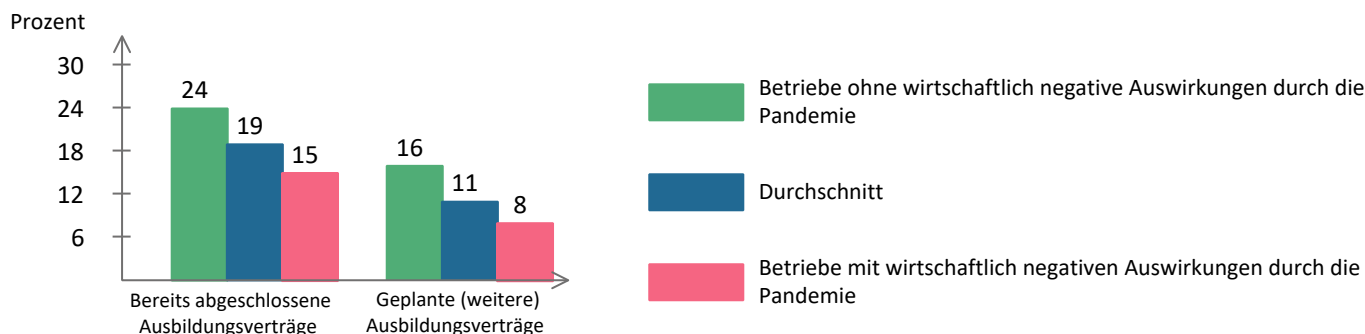 Prozent
30
24
18
12
6
24
19
15
16
11
8
Bereits abgeschlossene
Ausbildungsverträge
Geplante (weitere)
Ausbildungsverträge
Betriebe ohne wirtschaftlich negative Auswirkungen durch die
Pandemie
Durchschnitt
Betriebe mit wirtschaftlich negativen Auswirkungen durch die
Pandemie